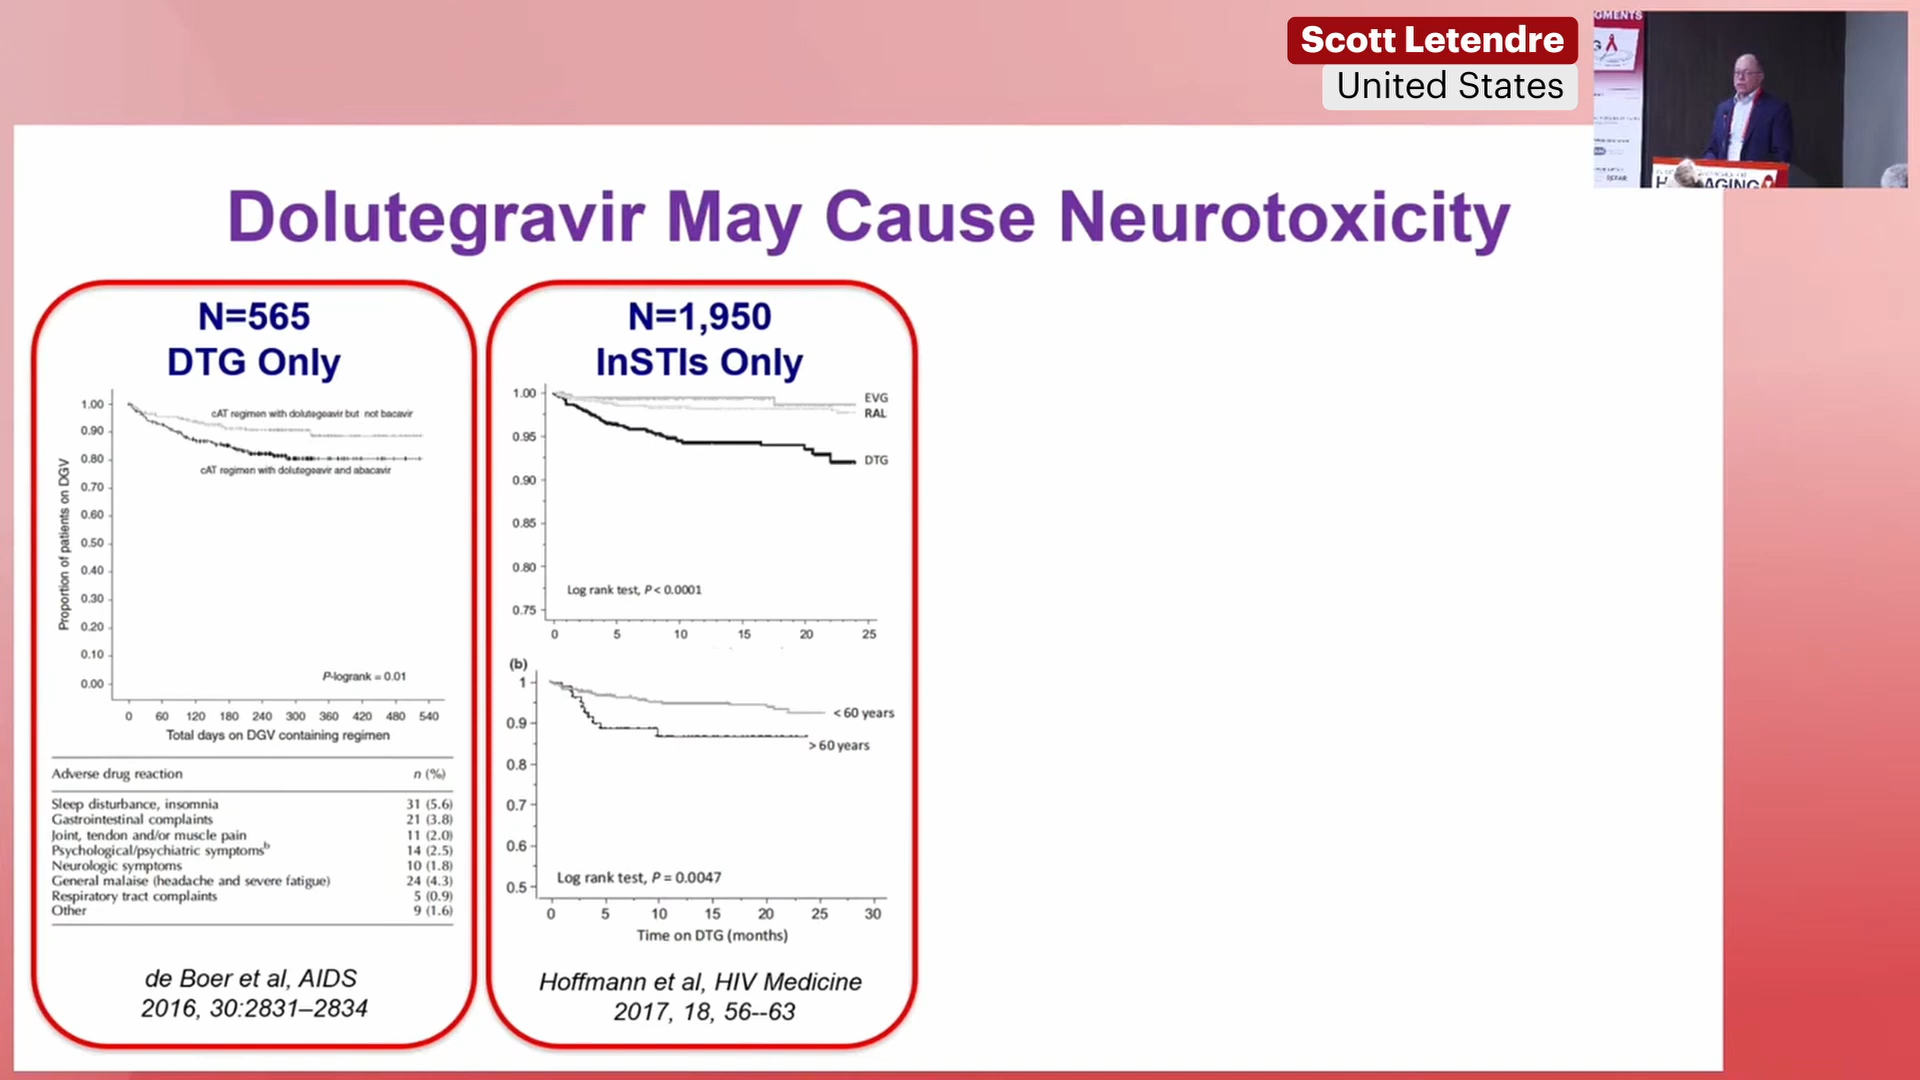 Scott Letendre
United States
GMENTS
AGING
Dolutegravir May Cause Neurotoxicity
N=565
DTG Only
1.00
0.90
0.80
0.70
0.60
0.50
0.40
0.30
0.20
0.10
0.00
Proportion of patients on DGV
cAT regimen with dolutegeavir but not bacavir
cAT regimen with dolutegeavir and abacavir
P-logrank = 0.01
0 60 120 180 240 300 360 420 480 540
Total days on DGV containing regimen
Adverse drug reaction n (%)
Sleep disturbance, insomnia 31 (5.6)
Gastrointestinal complaints 21 (3.8)
Joint, tendon and/or muscle pain 11 (2.0)
Psychological/psychiatric symptomsb 14 (2.5)
Neurologic symptoms 10 (1.8)
General malaise (headache and severe fatigue) 24 (4.3)
Respiratory tract complaints 5 (0.9)
Other 9 (1.6)
de Boer et al, AIDS
2016, 30:2831–2834
N=1,950
InSTIs Only
1.00
0.95
0.90
0.85
0.80
0.75
EVG
RAL
DTG
Log rank test, P < 0.0001
0 5 10 15 20 25
(b)
1
0.9
0.8
0.7
0.6
0.5
< 60 years
> 60 years
Log rank test, P = 0.0047
0 5 10 15 20 25 30
Time on DTG (months)
Hoffmann et al, HIV Medicine
2017, 18, 56--63